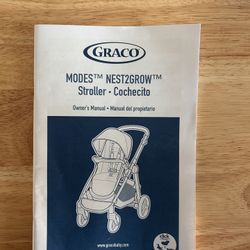 GRACO
MODES™ NEST2GROW™
Stroller • Cochecito
Owner's Manual • Manual del propietario
www.gracobaby.com